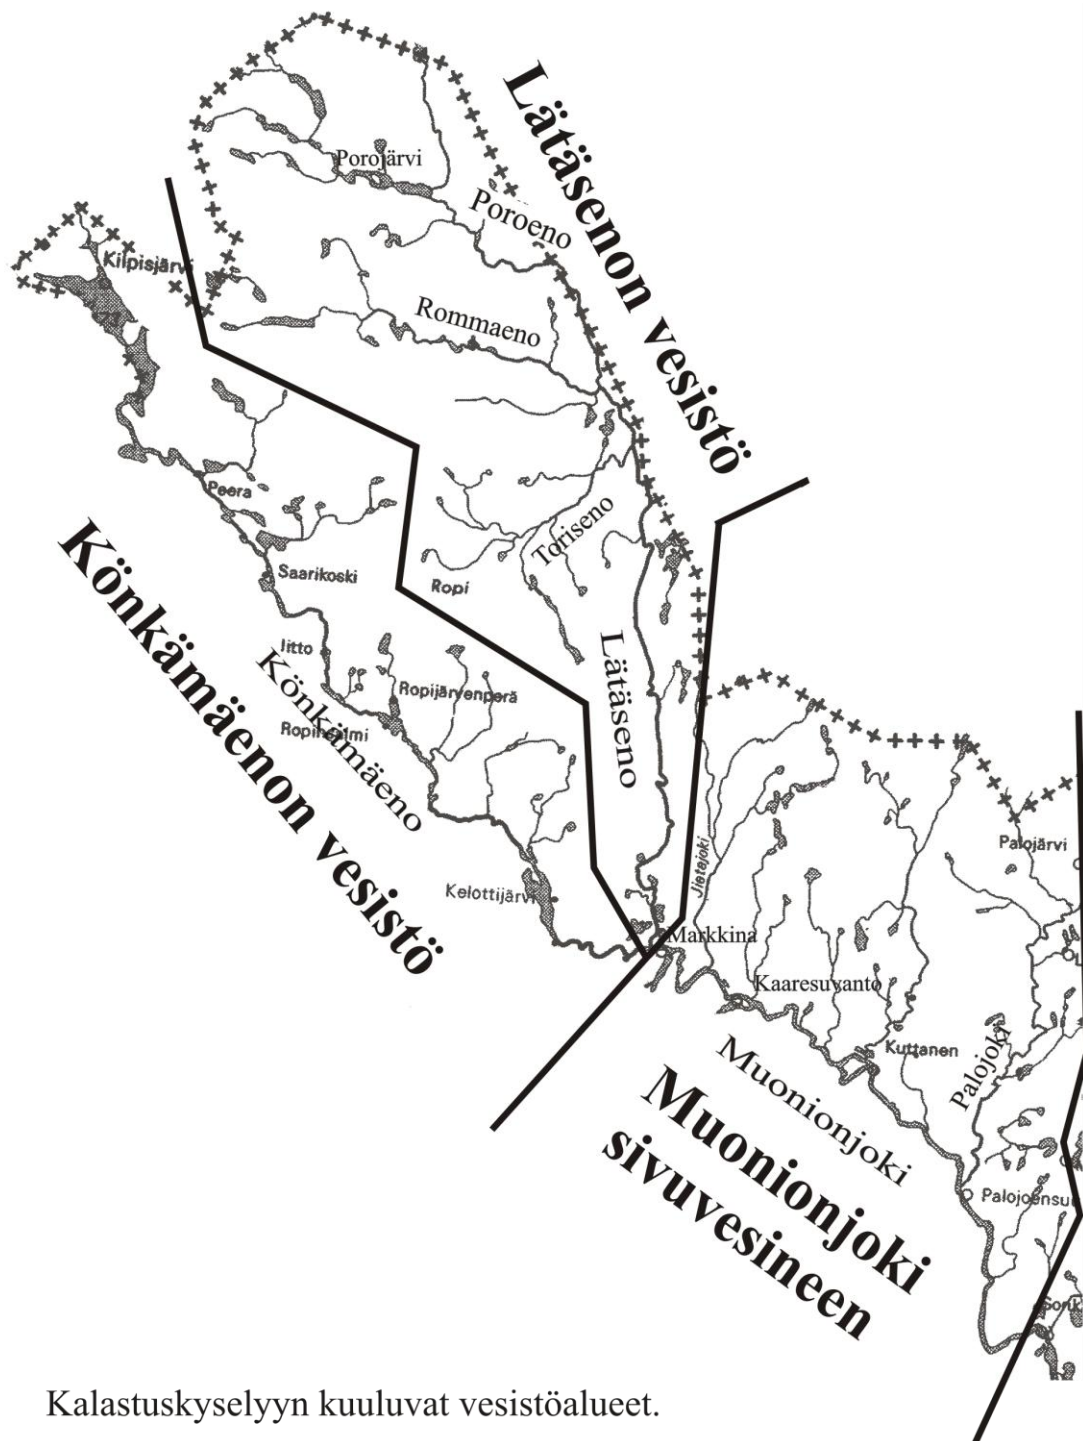 Lätäsenon vesistö
Porojärvi
Poroeno
Kilpisjärvi
Rommaeno
Peera
Toriseno
Saarikoski
Ropi
Könkämäenon vesistö
Iitto
Könkämäeno
Ropijärvenperä
Lätäseno
Palojärvi
Jietajoki
Kelottijärvi
Markkina
Kaaresuvanto
Kuttanen
Palojoki
Muonionjoki
Muonionjoki
sivuvesineen
Palojoensuu
Kalastuskyselyyn kuuluvat vesistöalueet.